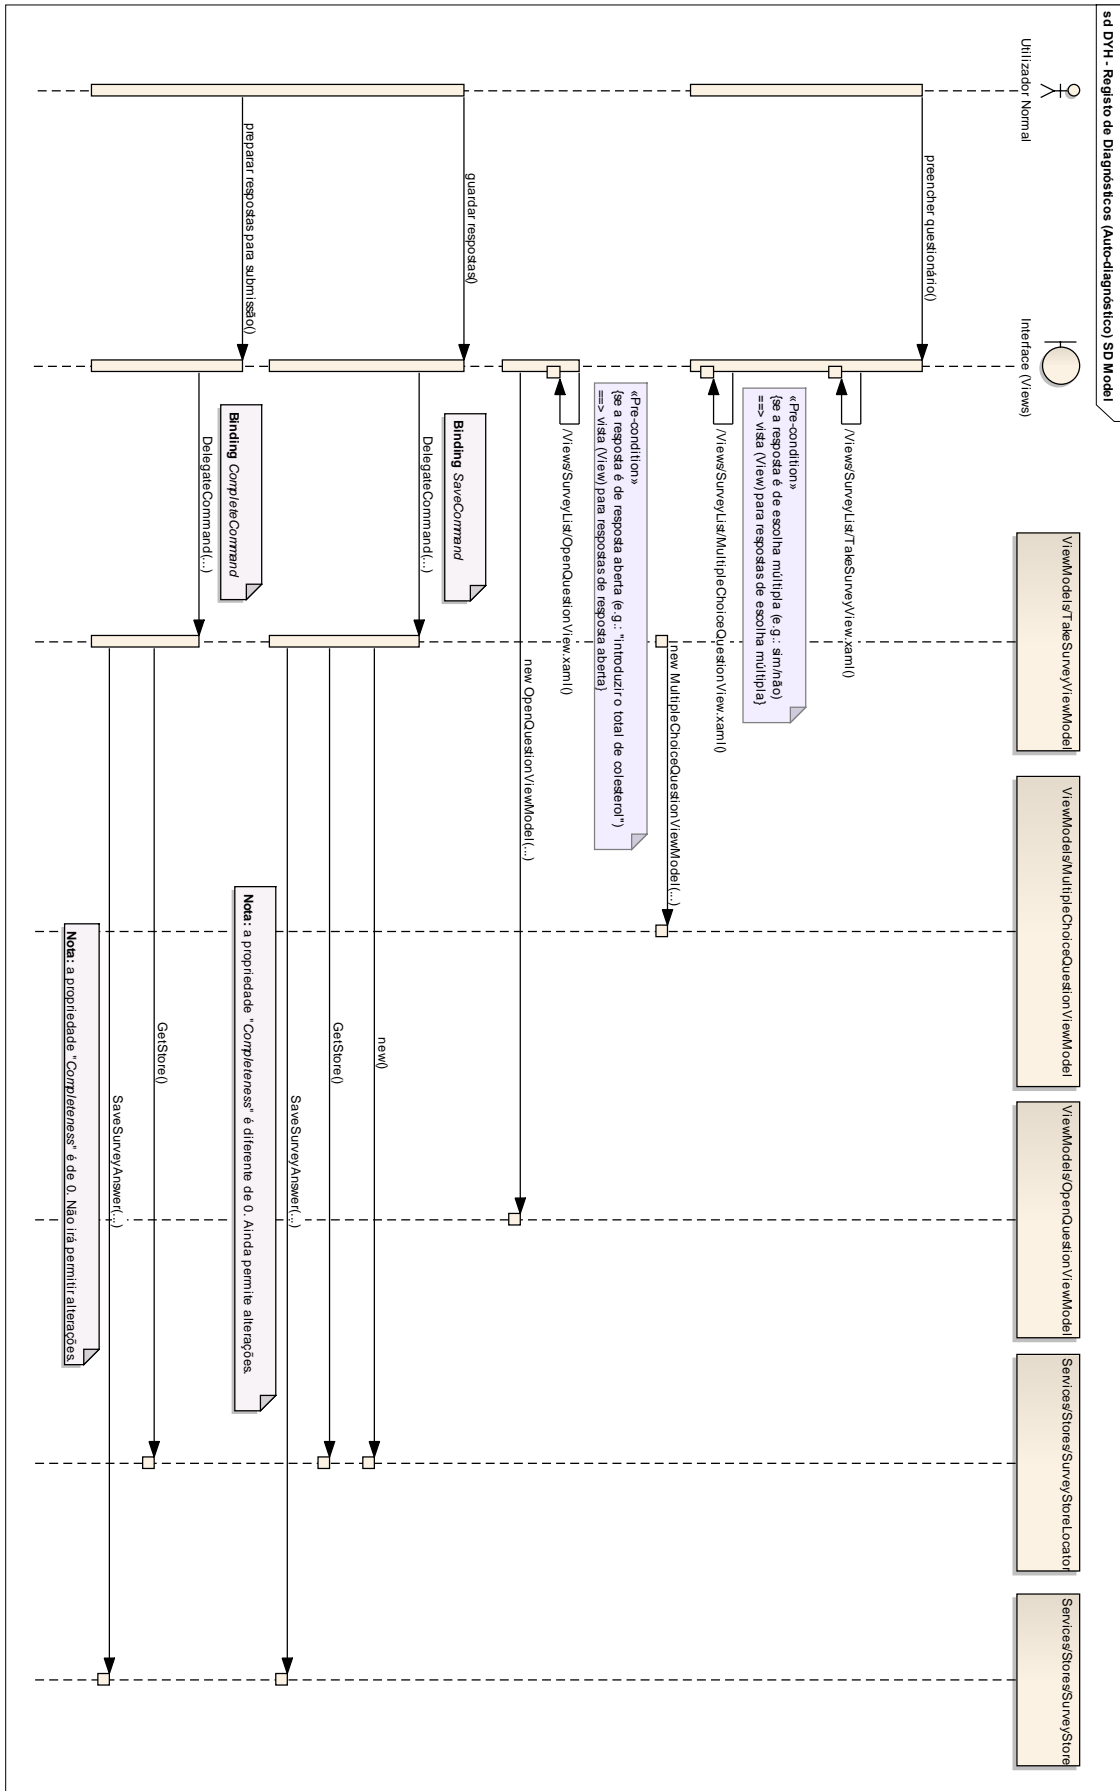 sd DYH - Registo de Diagnósticos (Auto-diagnóstico) SD Model
Utilizador Normal
Interface (Views)
ViewModels/TakeSurveyViewModel
ViewModels/MultipleChoiceQuestionViewModel
ViewModels/OpenQuestionViewModel
Services/Stores/SurveyStoreLocator
Services/Stores/SurveyStore
preencher questionário()
/Views/SurveyList/TakeSurveyView.xaml()
«Pre-condition»
{se a resposta é de escolha múltipla (e.g.: sim/não)
==> vista (View) para respostas de escolha múltipla}
/Views/SurveyList/MultipleChoiceQuestionView.xaml()
new MultipleChoiceQuestionViewModel(...)
«Pre-condition»
{se a resposta é de resposta aberta (e.g.: "introduzir o total de colesterol")
==> vista (View) para respostas de resposta aberta}
/Views/SurveyList/OpenQuestionView.xaml()
new OpenQuestionViewModel(...)
guardar respostas()
Binding SaveCommand
DelegateCommand(...)
new()
GetStore()
SaveSurveyAnswer(...)
Nota: a propriedade "Completeness" é diferente de 0. Ainda permite alterações.
preparar respostas para submissão()
Binding CompleteCommand
DelegateCommand(...)
GetStore()
SaveSurveyAnswer(...)
Nota: a propriedade "Completeness" é de 0. Não irá permitir alterações.